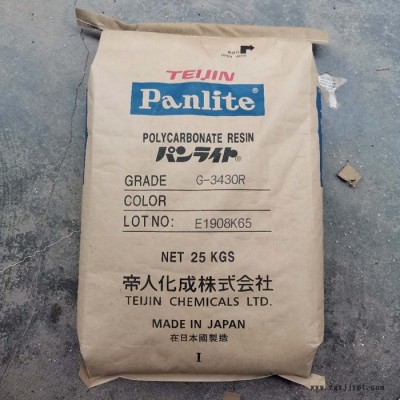 TEIJIN
Panlite®
POLYCARBONATE RESIN
パンライト®
GRADE G-3430R
COLOR
LOT NO: E1908K65
NET 25 KGS
帝人化成株式会社
TEIJIN CHEMICALS LTD.
MADE IN JAPAN
在日本國製造
I